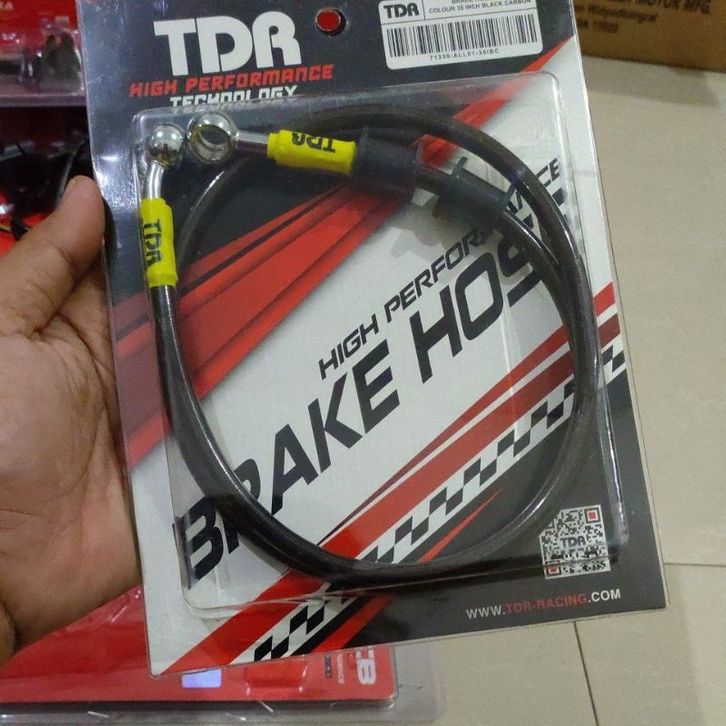 TDR
HIGH PERFORMANCE
TECHNOLOGY
TDR
COLOUR 35 INCH BLACK CARBON
TDR
TDR
HIGH PERFORMANCE
BRAKE HOSE
TDR
WWW.TDR-RACING.COM